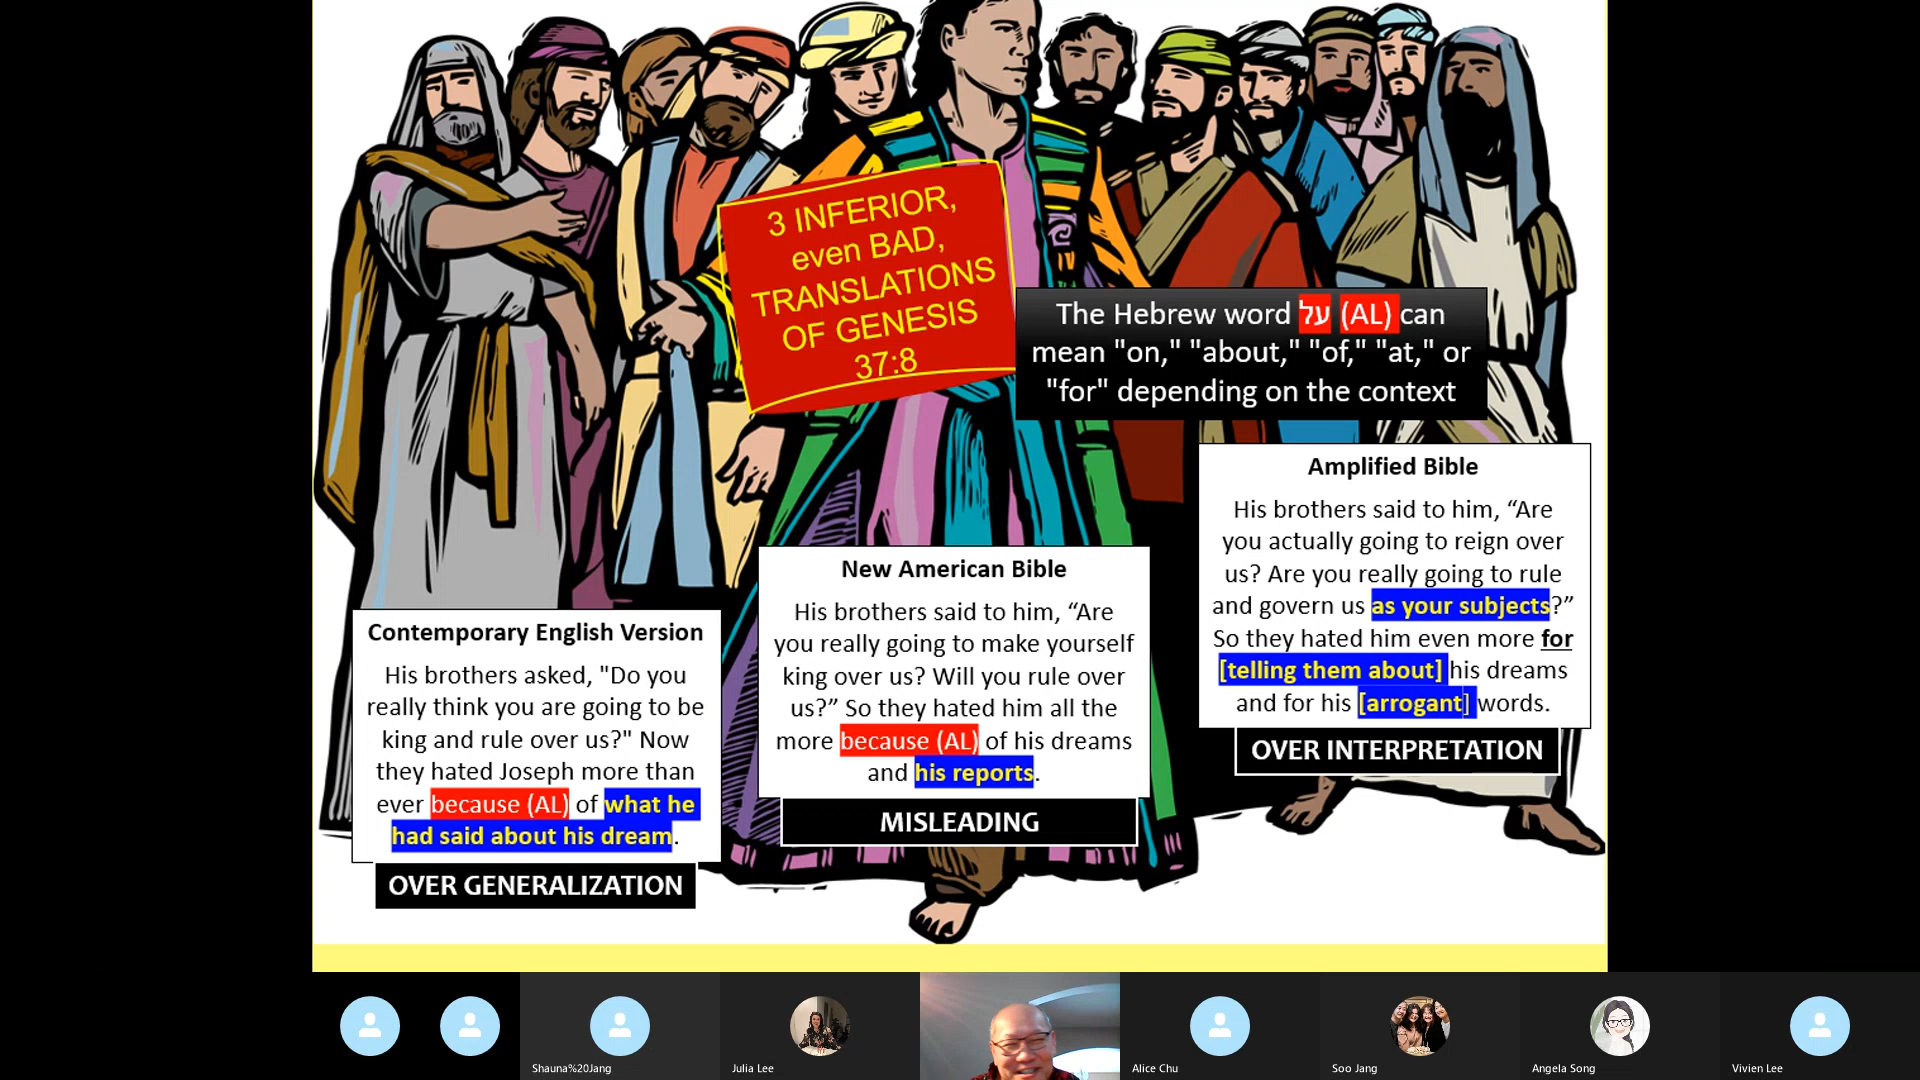 3 INFERIOR,
even BAD,
TRANSLATIONS
OF GENESIS
37:8
The Hebrew word על (AL) can
mean "on," "about," "of," "at," or
"for" depending on the context
Contemporary English Version
His brothers asked, "Do you
really think you are going to be
king and rule over us?" Now
they hated Joseph more than
ever because (AL) of what he
had said about his dream.
OVER GENERALIZATION
New American Bible
His brothers said to him, “Are
you really going to make yourself
king over us? Will you rule over
us?” So they hated him all the
more because (AL) of his dreams
and his reports.
MISLEADING
Amplified Bible
His brothers said to him, “Are
you actually going to reign over
us? Are you really going to rule
and govern us as your subjects?”
So they hated him even more for
[telling them about] his dreams
and for his [arrogant] words.
OVER INTERPRETATION
Shauna%20Jang
Julia Lee
Alice Chu
Soo Jang
Angela Song
Vivien Lee